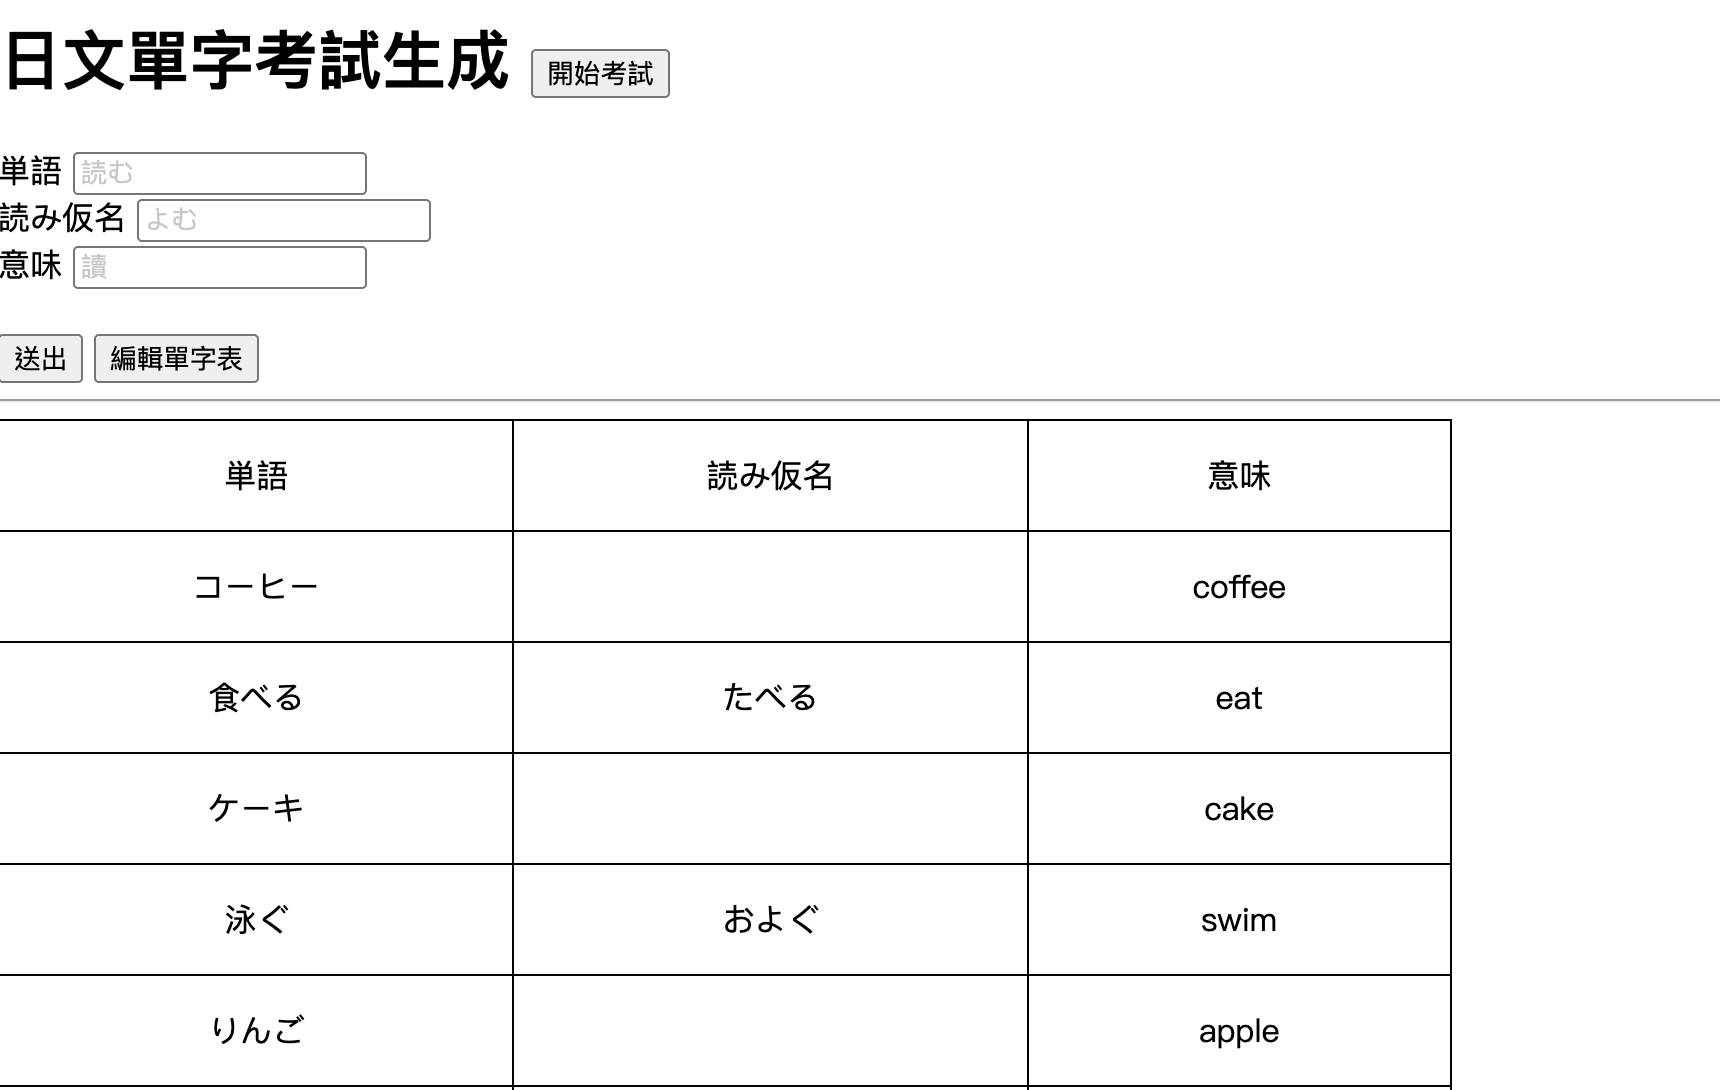 日文單字考試生成 開始考試
単語 読む
読み仮名 よむ
意味 讀
送出 編輯單字表
単語 読み仮名 意味
コーヒー coffee
食べる たべる eat
ケーキ cake
泳ぐ およぐ swim
りんご apple